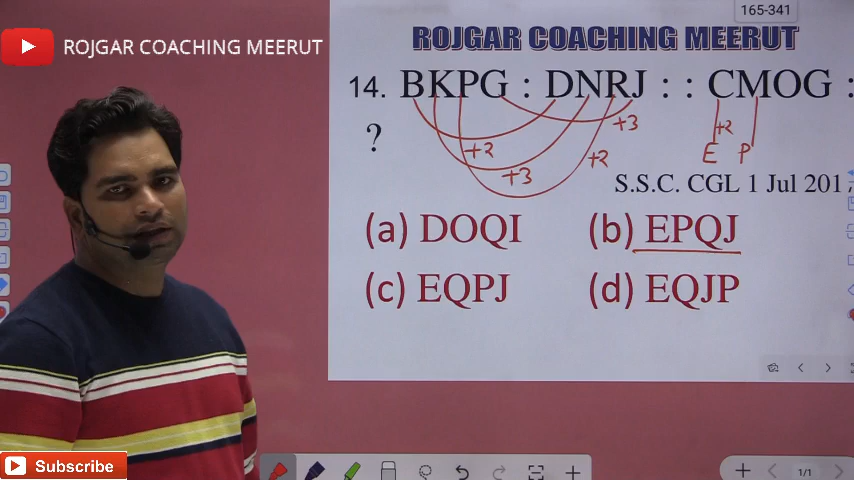 165-341
ROJGAR COACHING MEERUT
ROJGAR COACHING MEERUT
14. BKPG : DNRJ : : CMOG :
?
+2
+3
+2
+3
+2
E P
S.S.C. CGL 1 Jul 2017
(a) DOQI (b) EPQJ
(c) EQPJ (d) EQJP
Subscribe
1/1